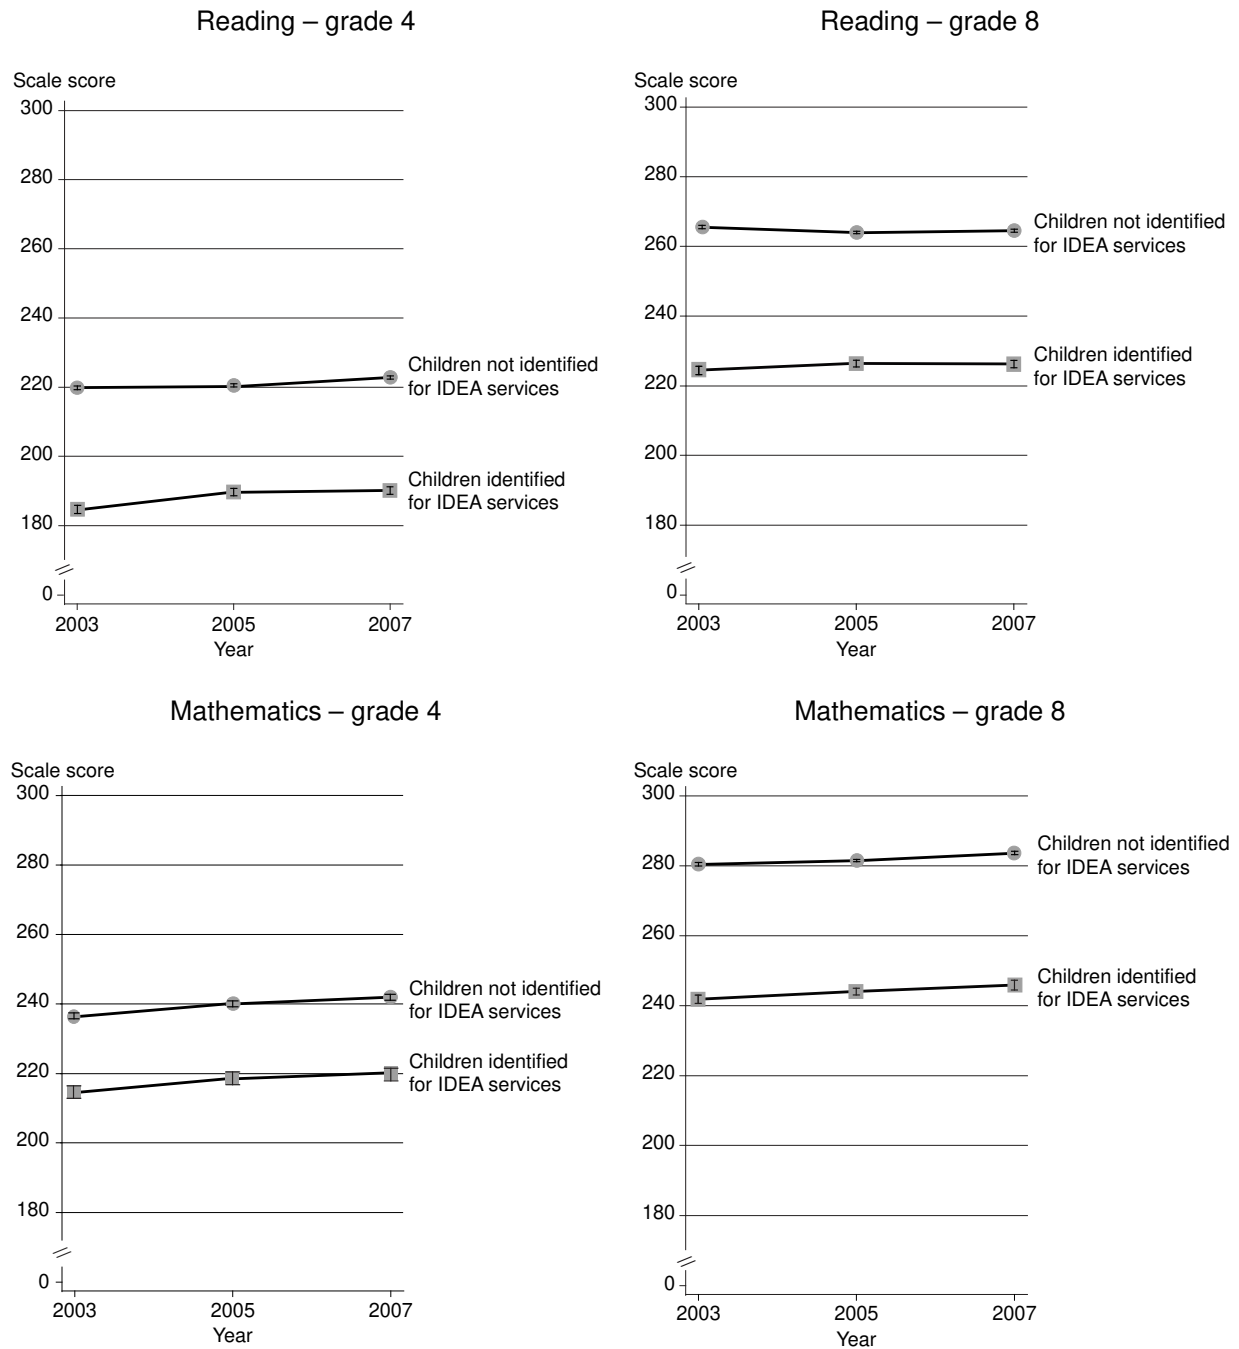 Reading – grade 4
Scale score
300
280
260
240
220
200
180
0
Children not identified
for IDEA services
Children identified
for IDEA services
2003 2005 2007
Year
Reading – grade 8
Scale score
300
280
260
240
220
200
180
0
Children not identified
for IDEA services
Children identified
for IDEA services
2003 2005 2007
Year
Mathematics – grade 4
Scale score
300
280
260
240
220
200
180
0
Children not identified
for IDEA services
Children identified
for IDEA services
2003 2005 2007
Year
Mathematics – grade 8
Scale score
300
280
260
240
220
200
180
0
Children not identified
for IDEA services
Children identified
for IDEA services
2003 2005 2007
Year